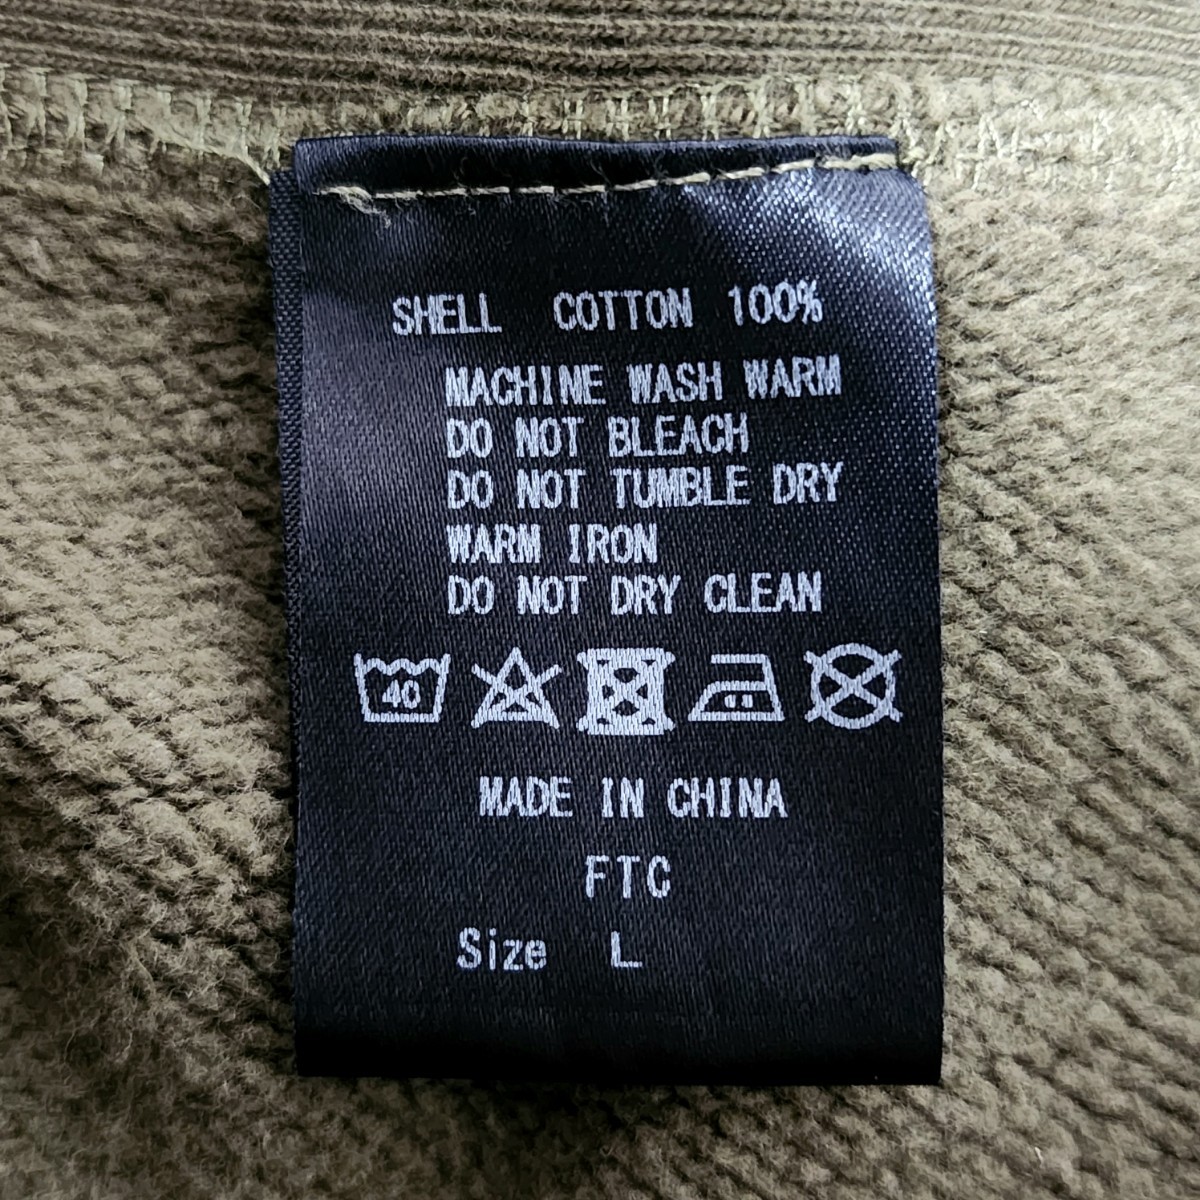 SHELL COTTON 100%
MACHINE WASH WARM
DO NOT BLEACH
DO NOT TUMBLE DRY
WARM IRON
DO NOT DRY CLEAN
40
MADE IN CHINA
FTC
Size L